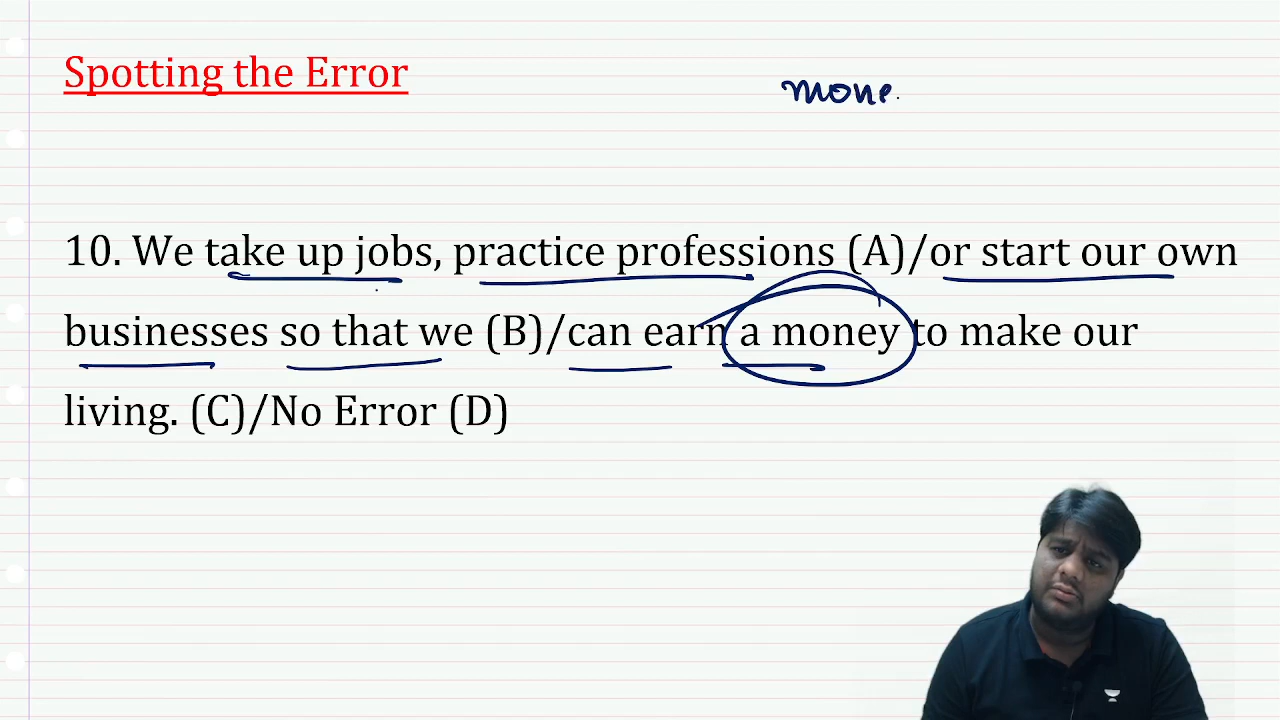 Spotting the Error
mone.
10. We take up jobs, practice professions (A)/or start our own
businesses so that we (B)/can earn a money to make our
living. (C)/No Error (D)